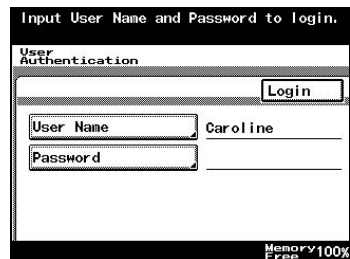 Input User Name and Password to login.
User
Authentication
Login
User Name
Caroline
Password
Memory 100%
Free